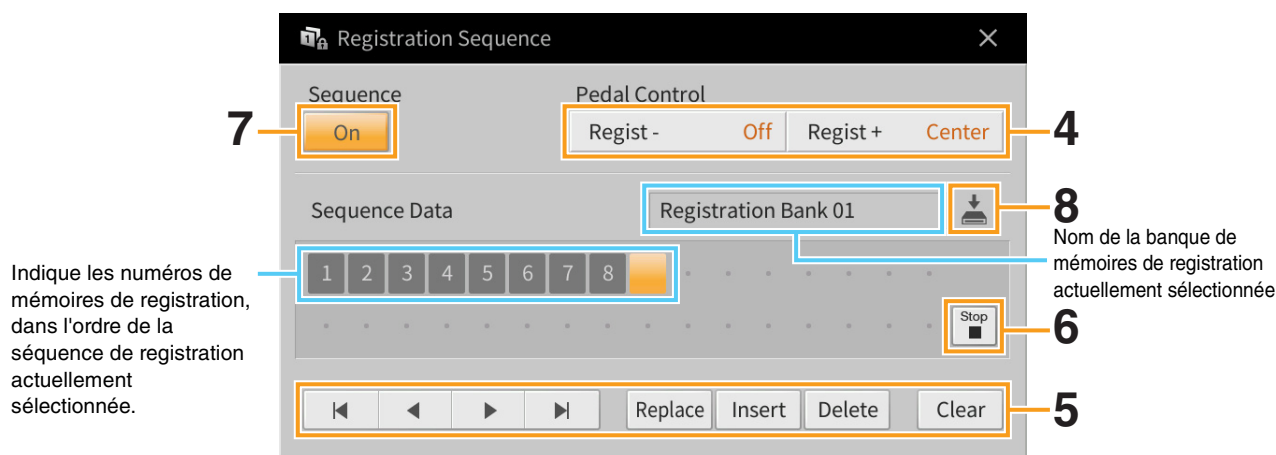 Registration Sequence
Sequence
Pedal Control
7
On
Regist - Off Regist + Center
4
Sequence Data
Registration Bank 01
8
Nom de la banque de
mémoires de registration
actuellement sélectionnée
Indique les numéros de
mémoires de registration,
dans l'ordre de la
séquence de registration
actuellement
sélectionnée.
1 2 3 4 5 6 7 8
Stop
6
Replace Insert Delete Clear
5